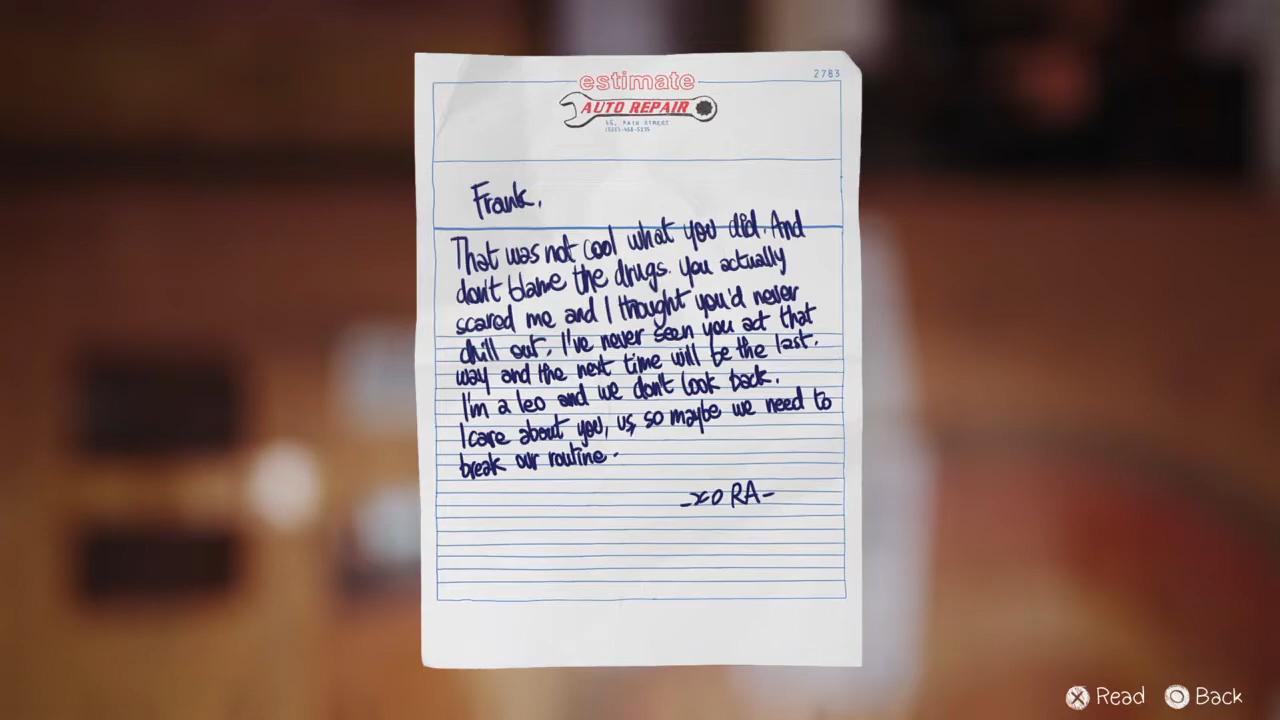 2783
estimate
AUTO REPAIR
Frank,
That was not cool what you did. And
don't blame the drugs. You actually
scared me and I thought you'd never
chill out. I've never seen you act that
way and the next time will be the last.
I'm a leo and we don't look back.
I care about you, us, so maybe we need to
break our routine.
-xo RA-
Read Back